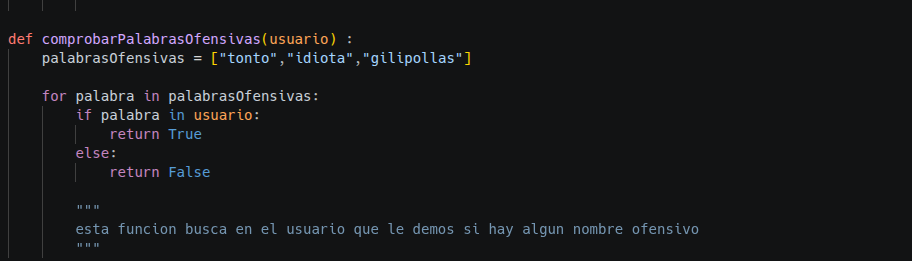 def comprobarPalabrasOfensivas(usuario) :
palabrasOfensivas = ["tonto","idiota","gilipollas"]
for palabra in palabrasOfensivas:
if palabra in usuario:
return True
else:
return False
"""
esta funcion busca en el usuario que le demos si hay algun nombre ofensivo
"""